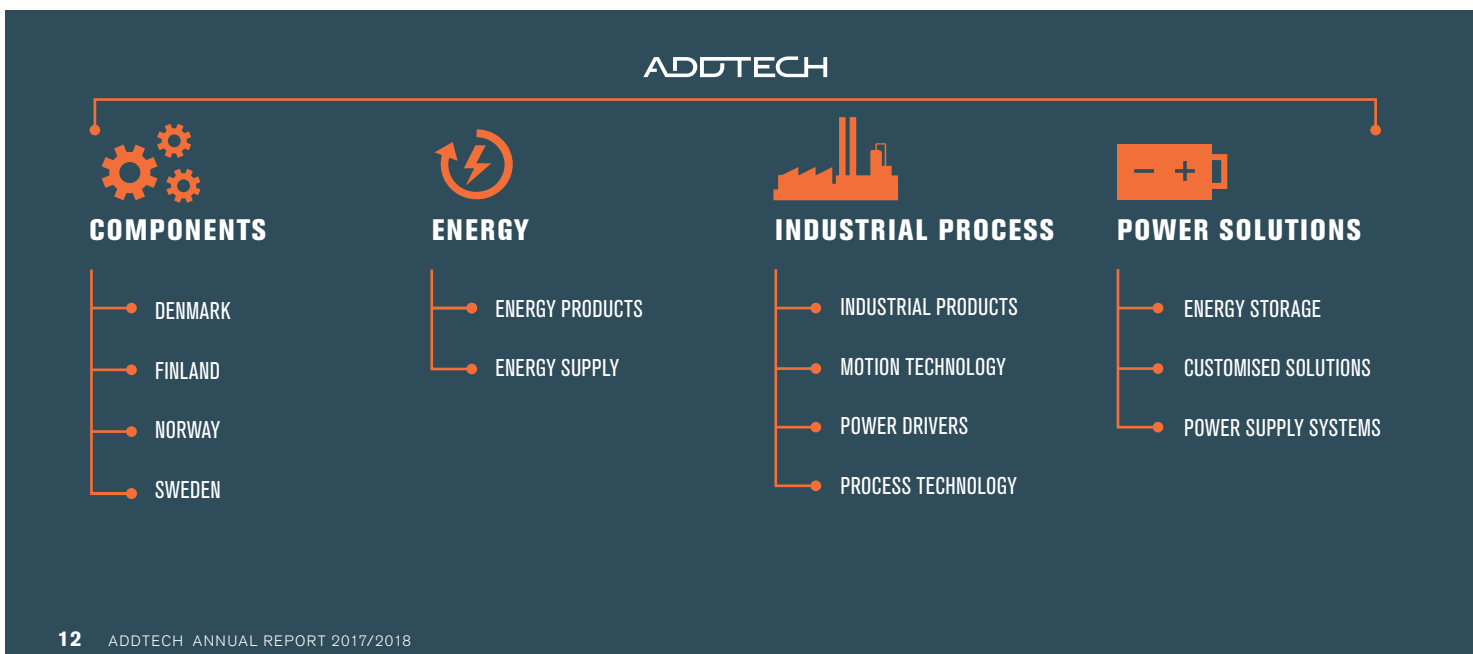 ADDTECH
COMPONENTS
DENMARK
FINLAND
NORWAY
SWEDEN
ENERGY
ENERGY PRODUCTS
ENERGY SUPPLY
INDUSTRIAL PROCESS
INDUSTRIAL PRODUCTS
MOTION TECHNOLOGY
POWER DRIVERS
PROCESS TECHNOLOGY
POWER SOLUTIONS
ENERGY STORAGE
CUSTOMISED SOLUTIONS
POWER SUPPLY SYSTEMS
12 ADDTECH ANNUAL REPORT 2017/2018